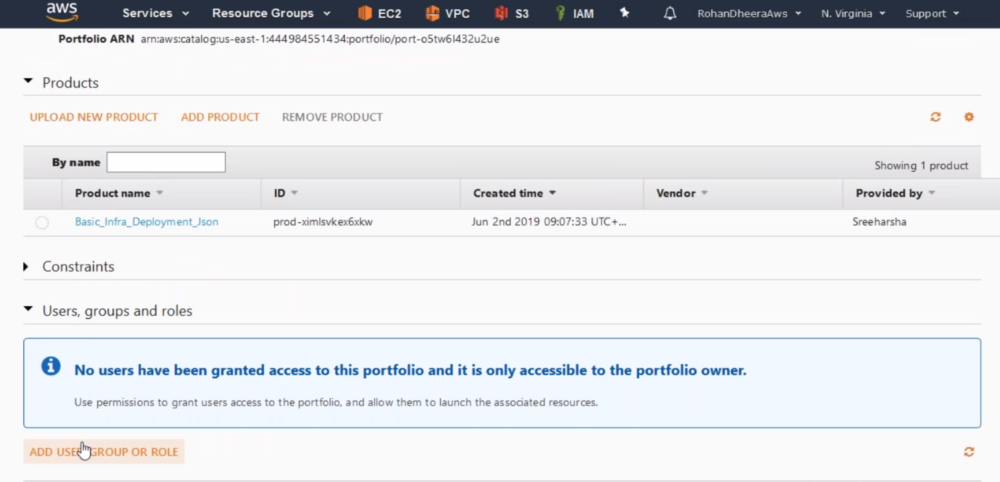 aws Services Resource Groups EC2 VPC S3 IAM RohanDheeraAws N. Virginia Support
Portfolio ARN arn:aws:catalog:us-east-1:444984551434:portfolio/port-o5tw6l432u2ue
Products
UPLOAD NEW PRODUCT ADD PRODUCT REMOVE PRODUCT
By name Showing 1 product
Product name ID Created time Vendor Provided by
Basic_Infra_Deployment_Json prod-ximlsvkex6xkw Jun 2nd 2019 09:07:33 UTC+... Sreeharsha
Constraints
Users, groups and roles
No users have been granted access to this portfolio and it is only accessible to the portfolio owner.
Use permissions to grant users access to the portfolio, and allow them to launch the associated resources.
ADD USER GROUP OR ROLE